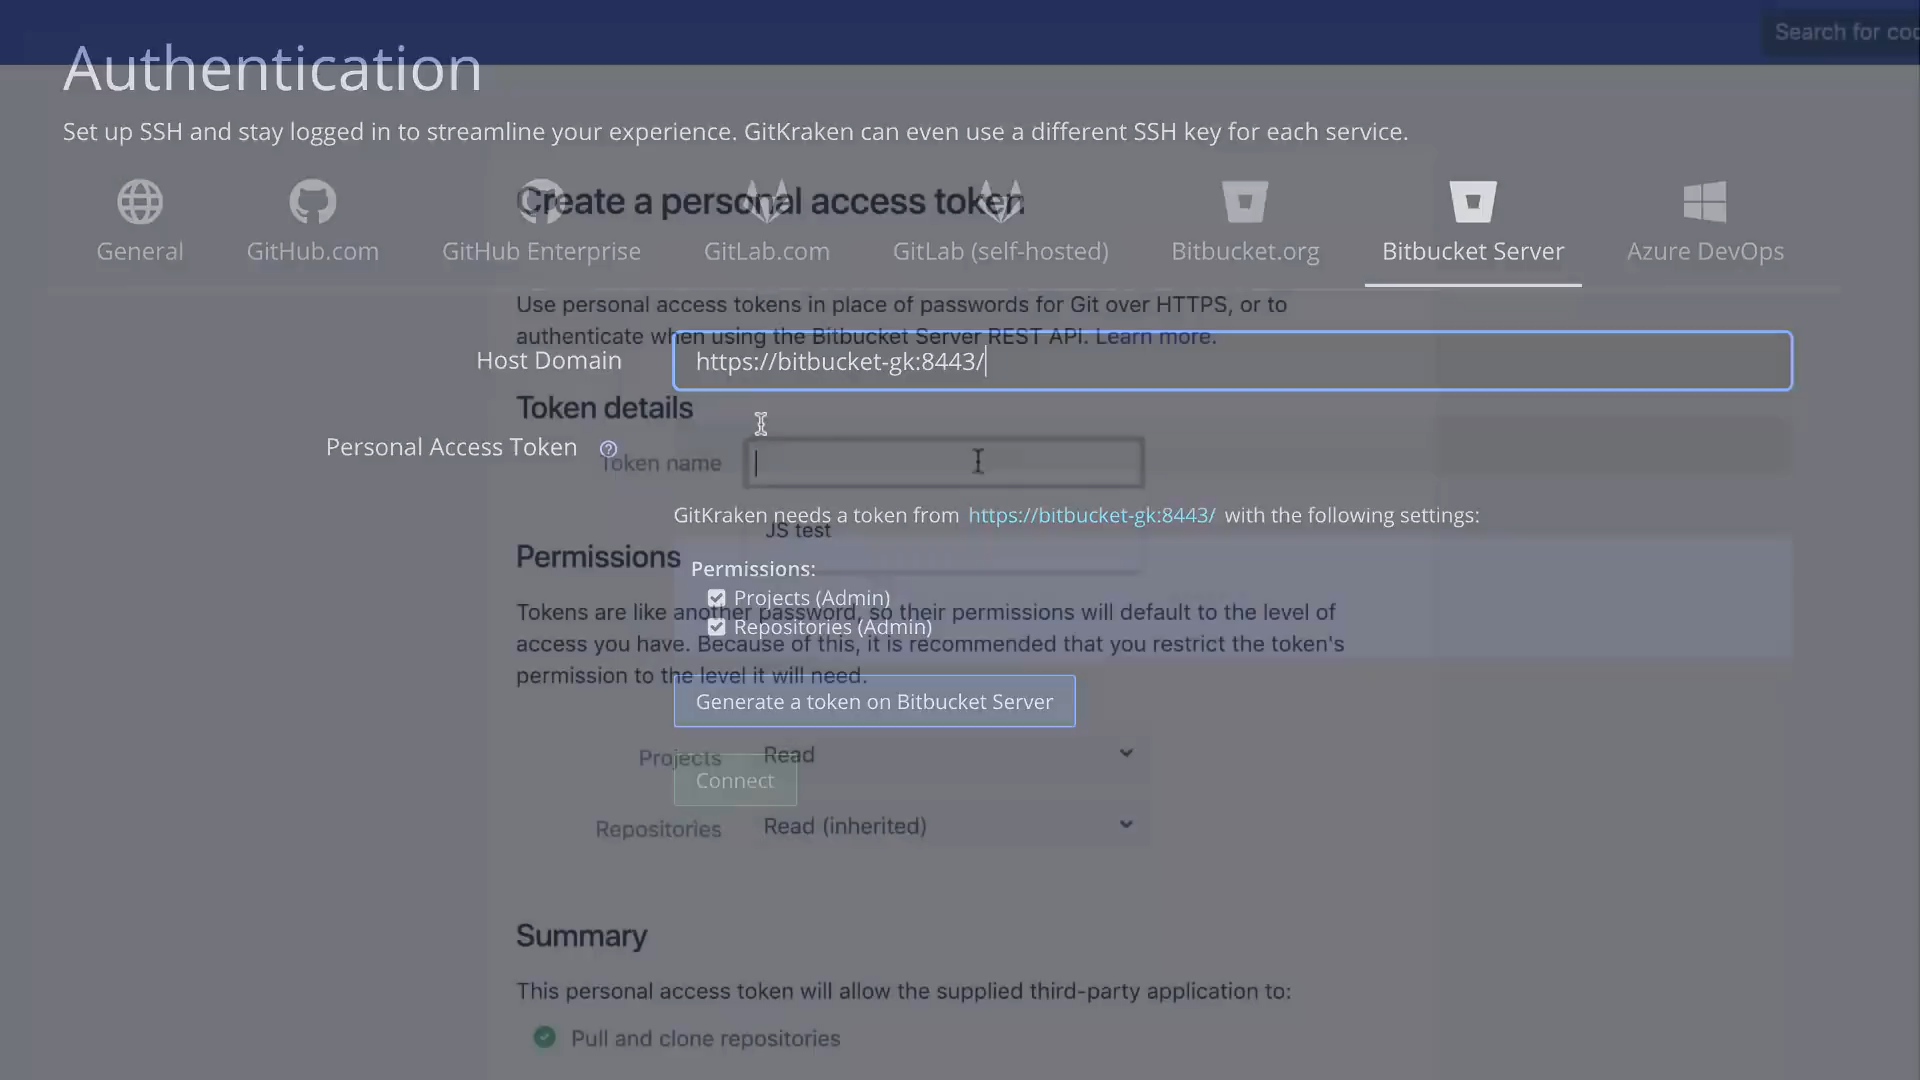 Search for co
Authentication
Set up SSH and stay logged in to streamline your experience. GitKraken can even use a different SSH key for each service.
Create a personal access token
General
GitHub.com
GitHub Enterprise
GitLab.com
GitLab (self-hosted)
Bitbucket.org
Bitbucket Server
Azure DevOps
Use personal access tokens in place of passwords for Git over HTTPS, or to
authenticate when using the Bitbucket Server REST API. Learn more.
Host Domain
https://bitbucket-gk:8443/
Token details
Personal Access Token
Token name
GitKraken needs a token from https://bitbucket-gk:8443/ with the following settings:
JS test
Permissions
Permissions:
Projects (Admin)
Repositories (Admin)
Tokens are like another password, so their permissions will default to the level of
access you have. Because of this, it is recommended that you restrict the token's
permission to the level it will need.
Generate a token on Bitbucket Server
Projects
Read
Connect
Repositories
Read (inherited)
Summary
This personal access token will allow the supplied third-party application to:
Pull and clone repositories